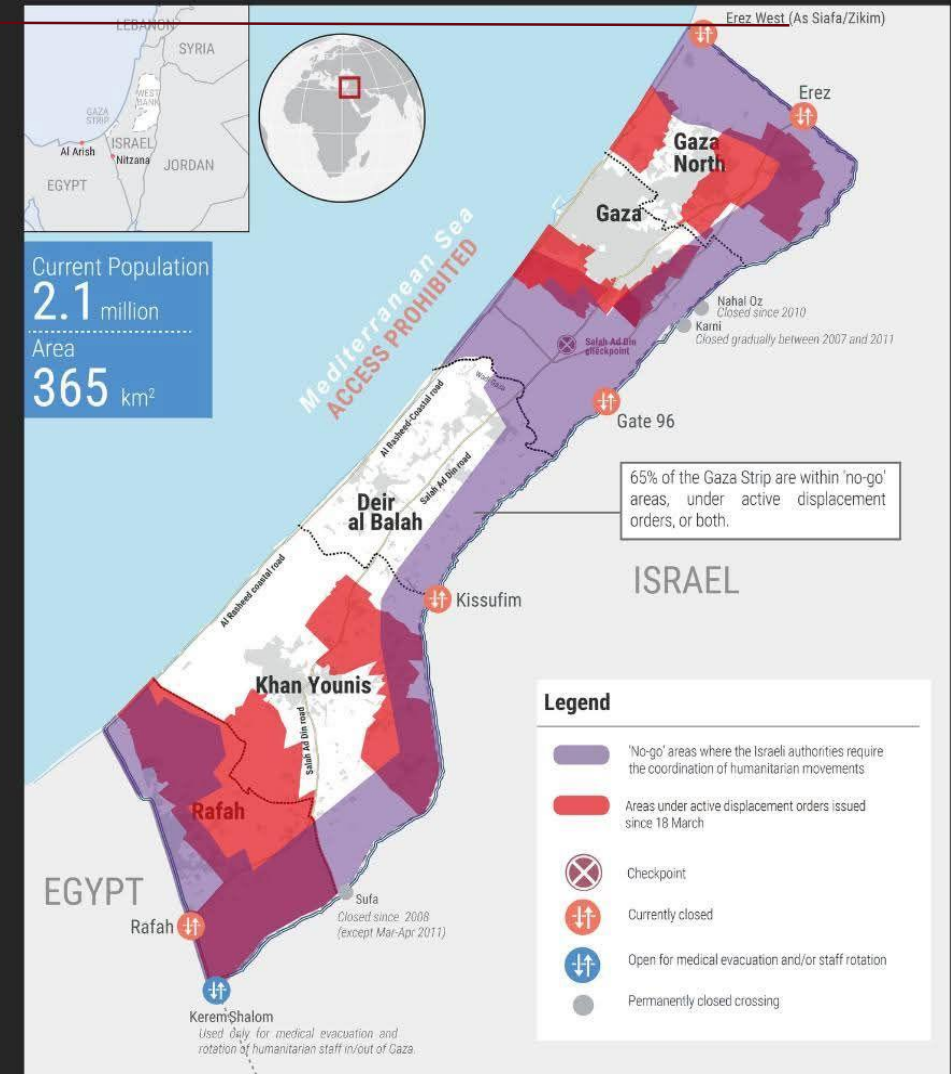 LEBANON
SYRIA
WEST
BANK
GAZA
STRIP
ISRAEL
Al Arish
Nitzana
JORDAN
EGYPT
Current Population
2.1 million
Area
365 km²
Mediterranean Sea
ACCESS PROHIBITED
Erez West (As Siafa/Zikim)
Erez
Gaza
North
Gaza
Nahal Oz
Closed since 2010
Karni
Closed gradually between 2007 and 2011
Salah Ad Din
checkpoint
Wadi Gaza
Gate 96
Al Rasheed-Coastal road
Salah Ad Din road
Deir
al Balah
65% of the Gaza Strip are within 'no-go'
areas, under active displacement
orders, or both.
ISRAEL
Kissufim
Al Rasheed coastal road
Khan Younis
Salah Ad Din road
Rafah
EGYPT
Rafah
Sufa
Closed since 2008
(except Mar-Apr 2011)
Kerem Shalom
Used only for medical evacuation and
rotation of humanitarian staff in/out of Gaza.
Legend
'No-go' areas where the Israeli authorities require
the coordination of humanitarian movements
Areas under active displacement orders issued
since 18 March
Checkpoint
Currently closed
Open for medical evacuation and/or staff rotation
Permanently closed crossing